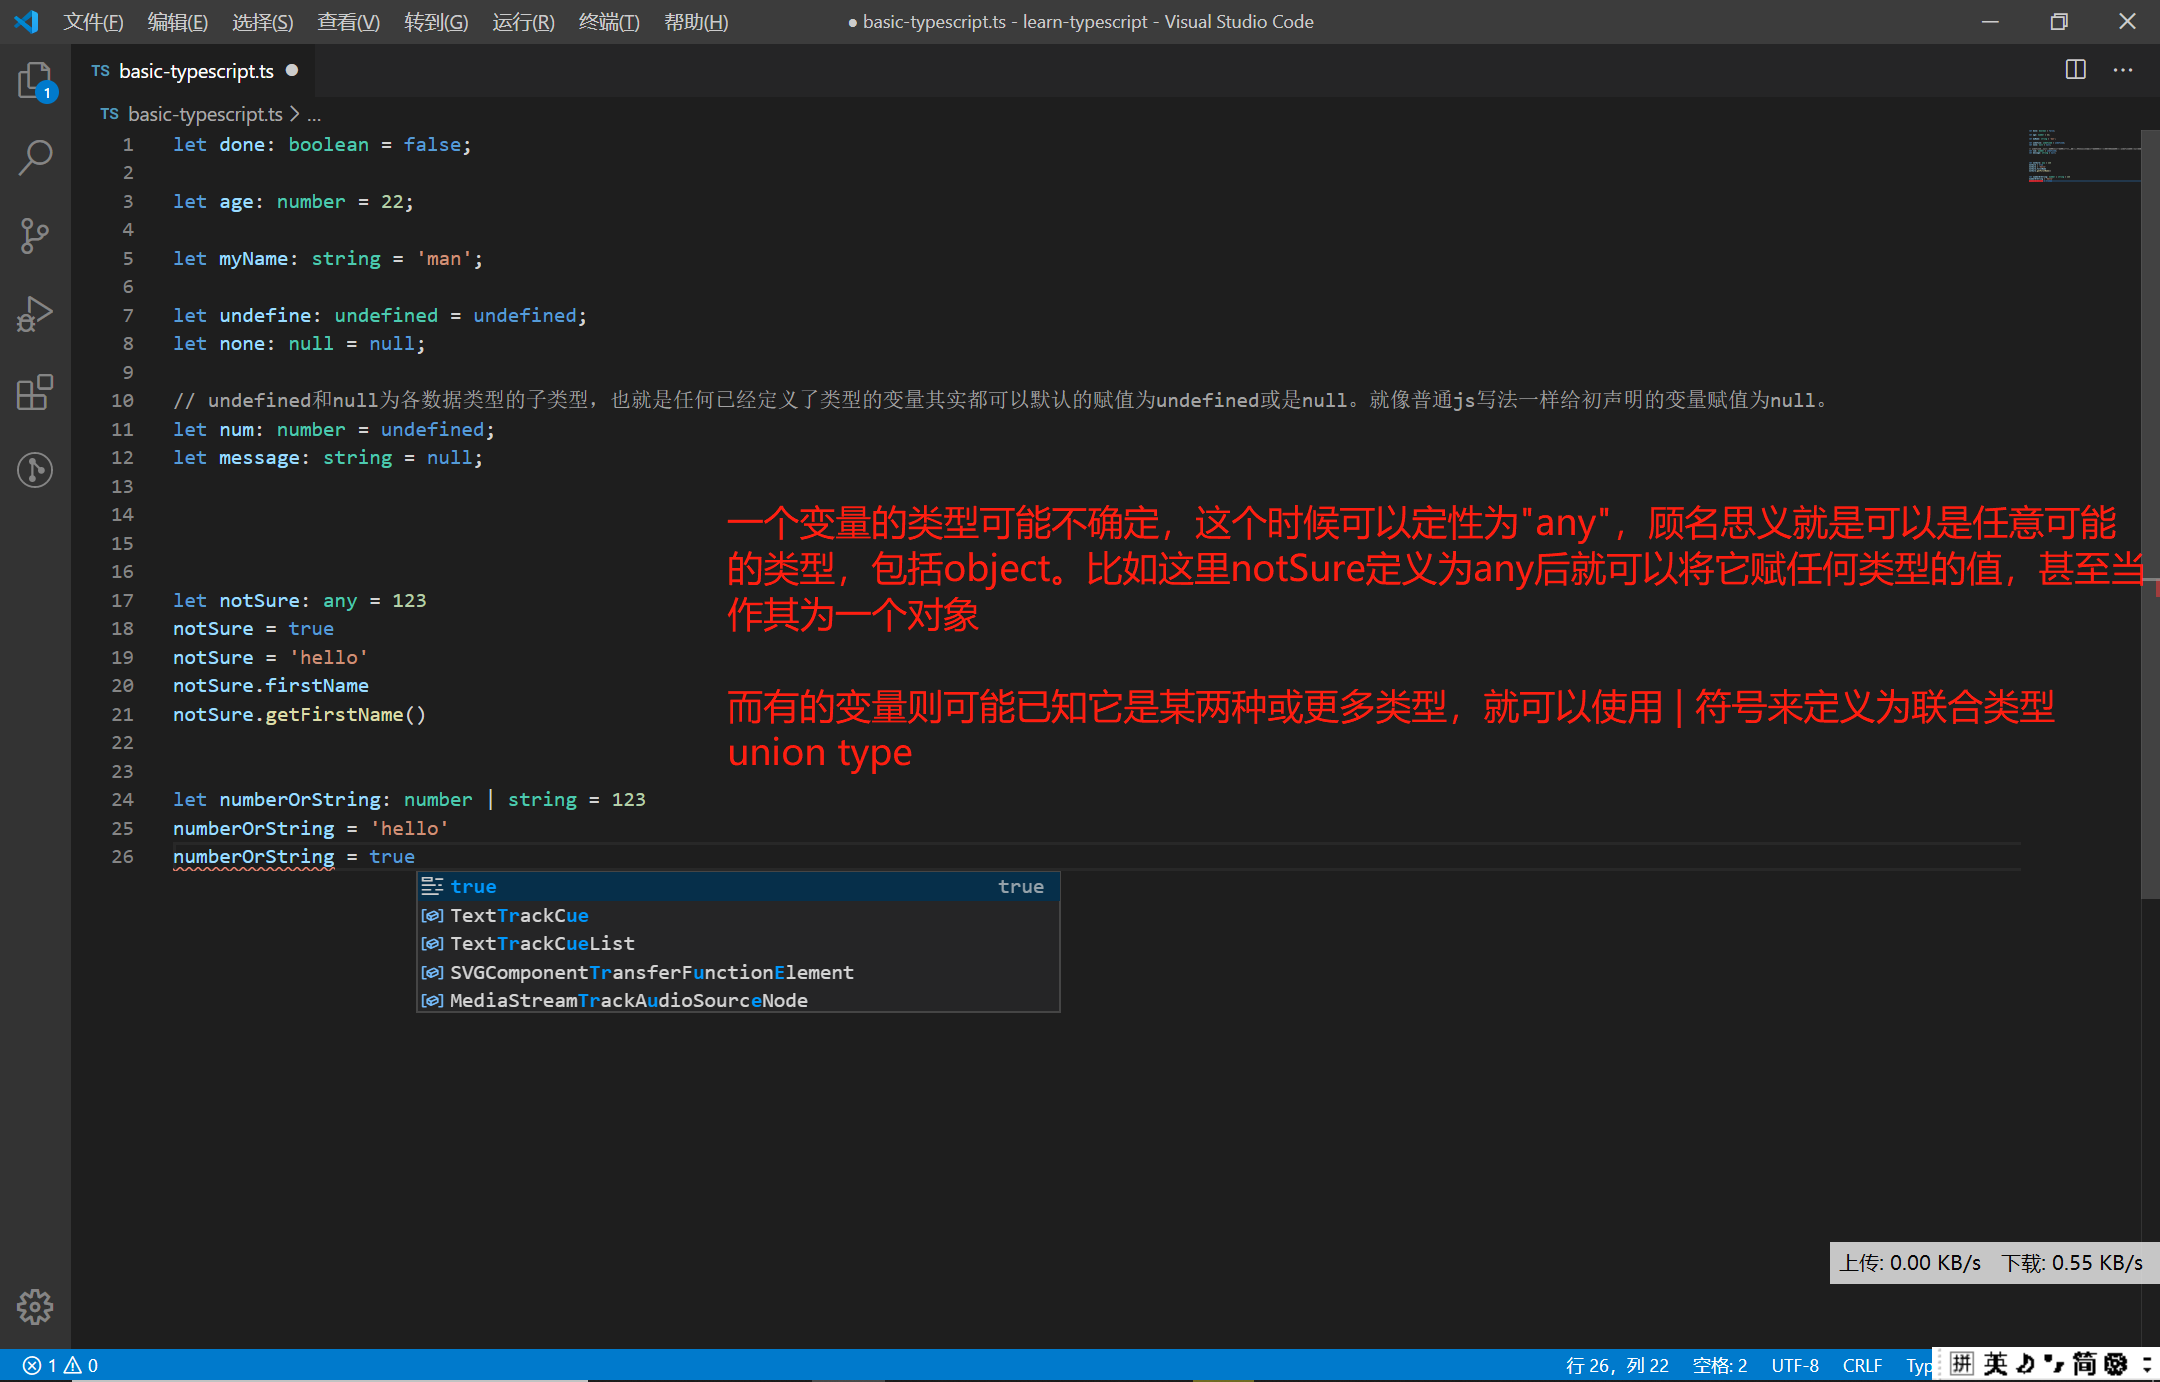 文件(F) 编辑(E) 选择(S) 查看(V) 转到(G) 运行(R) 终端(T) 帮助(H) ● basic-typescript.ts - learn-typescript - Visual Studio Code
1
TS basic-typescript.ts ●
TS basic-typescript.ts > ...
1 let done: boolean = false;
2
3 let age: number = 22;
4
5 let myName: string = 'man';
6
7 let undefine: undefined = undefined;
8 let none: null = null;
9
10 // undefined和null为各数据类型的子类型，也就是任何已经定义了类型的变量其实都可以默认的赋值为undefined或是null。就像普通js写法一样给初声明的变量赋值为null。
11 let num: number = undefined;
12 let message: string = null;
13
14
15
16
17 let notSure: any = 123
18 notSure = true
19 notSure = 'hello'
20 notSure.firstName
21 notSure.getFirstName()
22
23
24 let numberOrString: number | string = 123
25 numberOrString = 'hello'
26 numberOrString = true
一个变量的类型可能不确定，这个时候可以定性为"any"，顾名思义就是可以是任意可能
的类型，包括object。比如这里notSure定义为any后就可以将它赋任何类型的值，甚至当
作其为一个对象
而有的变量则可能已知它是某两种或更多类型，就可以使用 | 符号来定义为联合类型
union type
true true
TextTrackCue
TextTrackCueList
SVGComponentTransferFunctionElement
MediaStreamTrackAudioSourceNode
上传: 0.00 KB/s 下载: 0.55 KB/s
1 0 行 26，列 22 空格: 2 UTF-8 CRLF Typ 拼 英 简